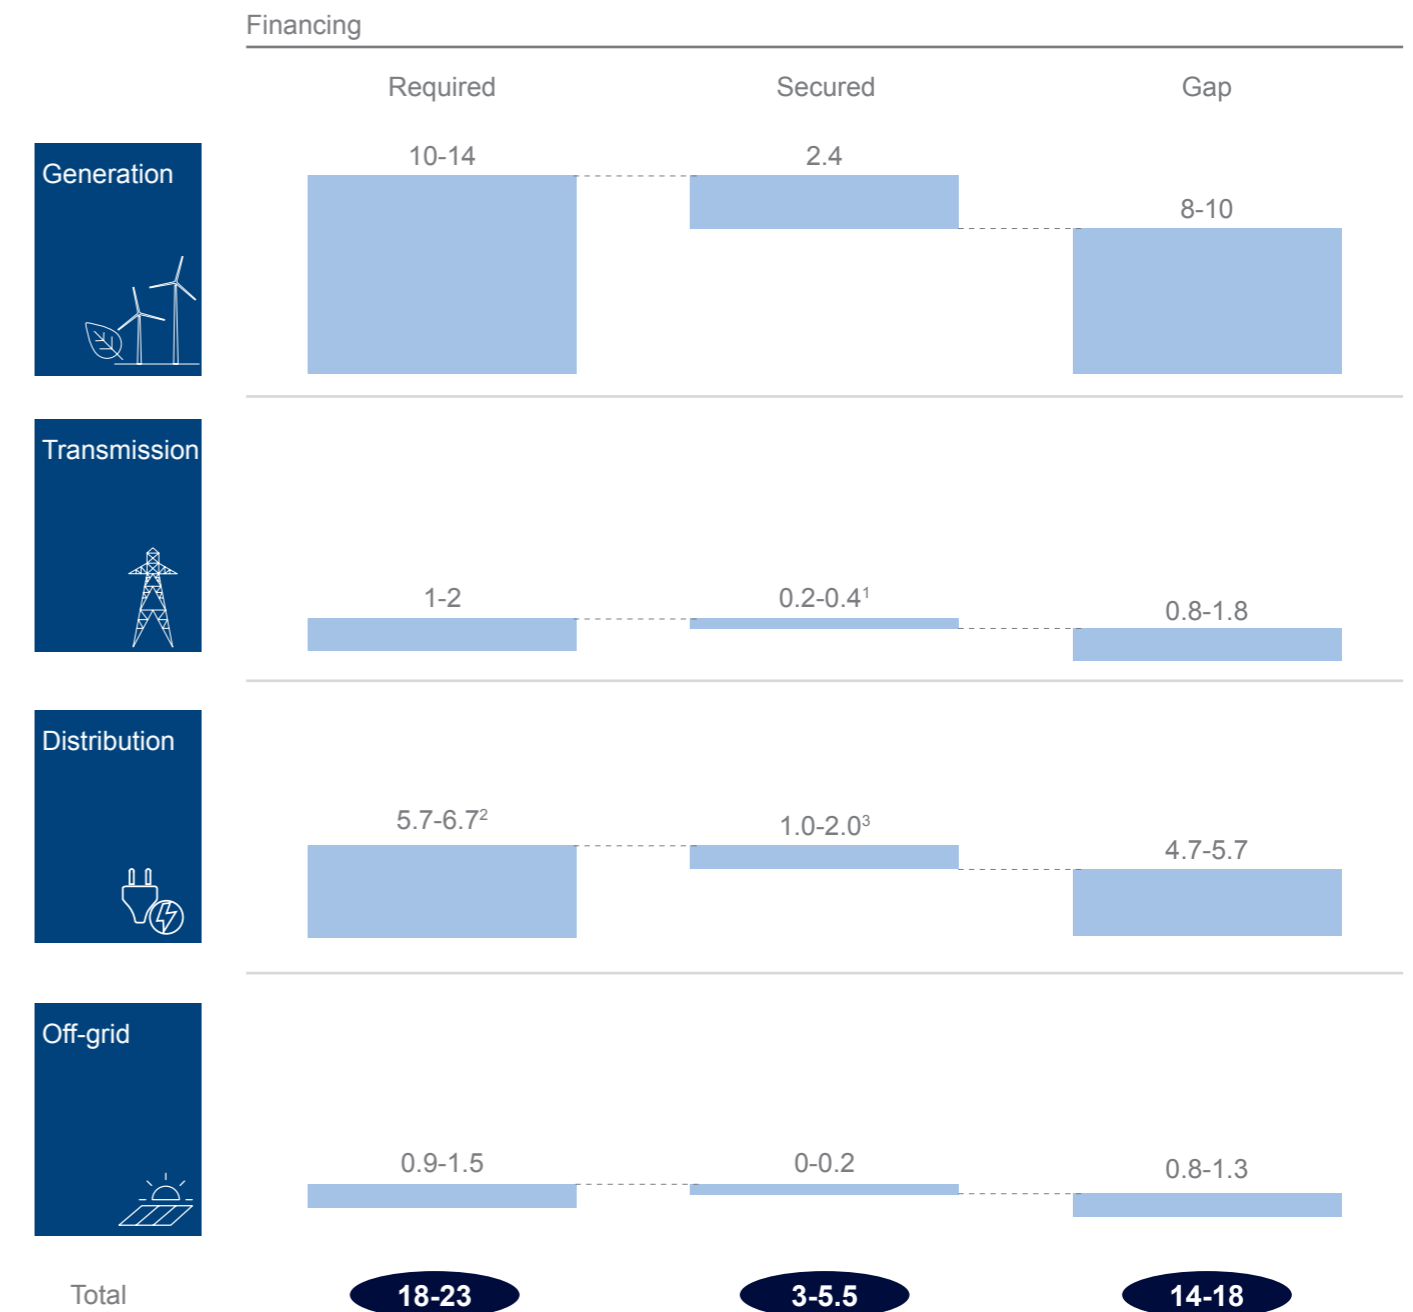 Financing
Required Secured Gap
Generation
10-14 2.4 8-10
Transmission
1-2 0.2-0.4¹ 0.8-1.8
Distribution
5.7-6.7² 1.0-2.0³ 4.7-5.7
Off-grid
0.9-1.5 0-0.2 0.8-1.3
Total 18-23 3-5.5 14-18